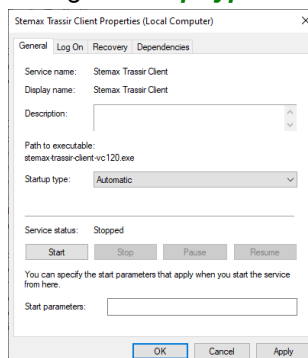 Stemax Trassir Client Properties (Local Computer)
General Log On Recovery Dependencies
Service name: Stemax Trassir Client
Display name: Stemax Trassir Client
Description:
Path to executable:
stemax-trassir-client-vc120.exe
Startup type: Automatic
Service status: Stopped
Start Stop Pause Resume
You can specify the start parameters that apply when you start the service
from here.
Start parameters:
OK Cancel Apply